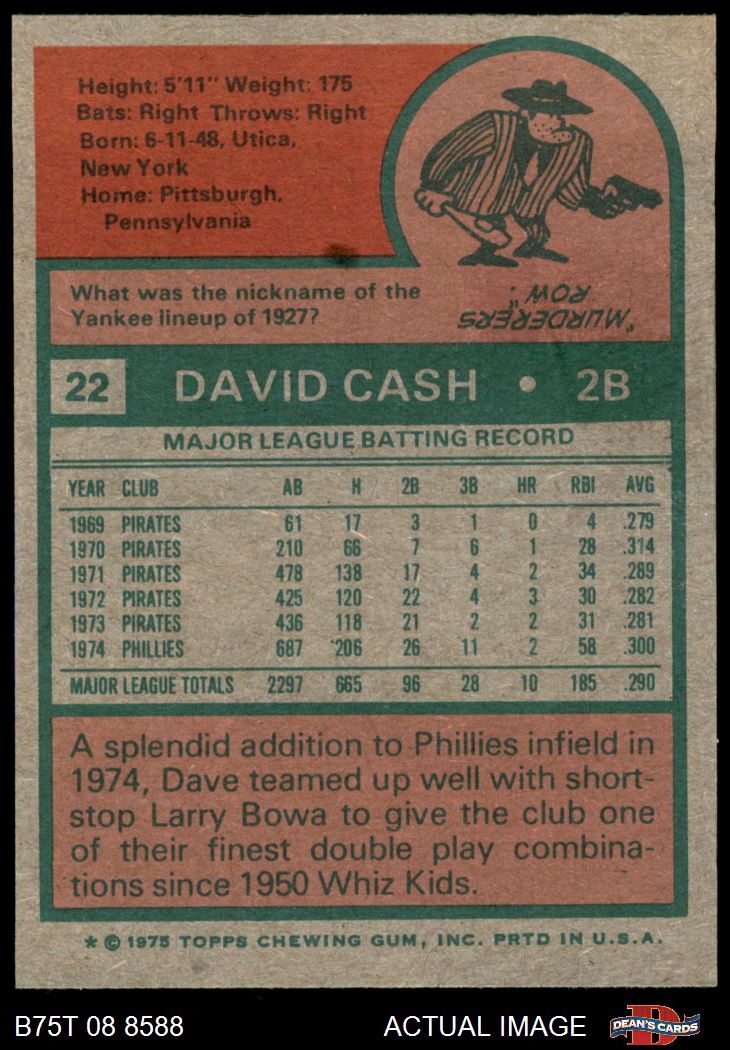 Height: 5'11" Weight: 175
Bats: Right Throws: Right
Born: 6-11-48, Utica,
New York
Home: Pittsburgh,
Pennsylvania
What was the nickname of the
Yankee lineup of 1927?
"MURDERERS
ROW."
22 DAVID CASH • 2B
MAJOR LEAGUE BATTING RECORD
YEAR CLUB AB H 2B 3B HR RBI AVG
1969 PIRATES 61 17 3 1 0 4 .279
1970 PIRATES 210 66 7 6 1 28 .314
1971 PIRATES 478 138 17 4 2 34 .289
1972 PIRATES 425 120 22 4 3 30 .282
1973 PIRATES 436 118 21 2 2 31 .281
1974 PHILLIES 687 206 26 11 2 58 .300
MAJOR LEAGUE TOTALS 2297 665 96 28 10 185 .290
A splendid addition to Phillies infield in
1974, Dave teamed up well with short-
stop Larry Bowa to give the club one
of their finest double play combina-
tions since 1950 Whiz Kids.
* © 1975 TOPPS CHEWING GUM, INC. PRTD IN U.S.A.
B75T 08 8588 ACTUAL IMAGE DEAN'S CARDS